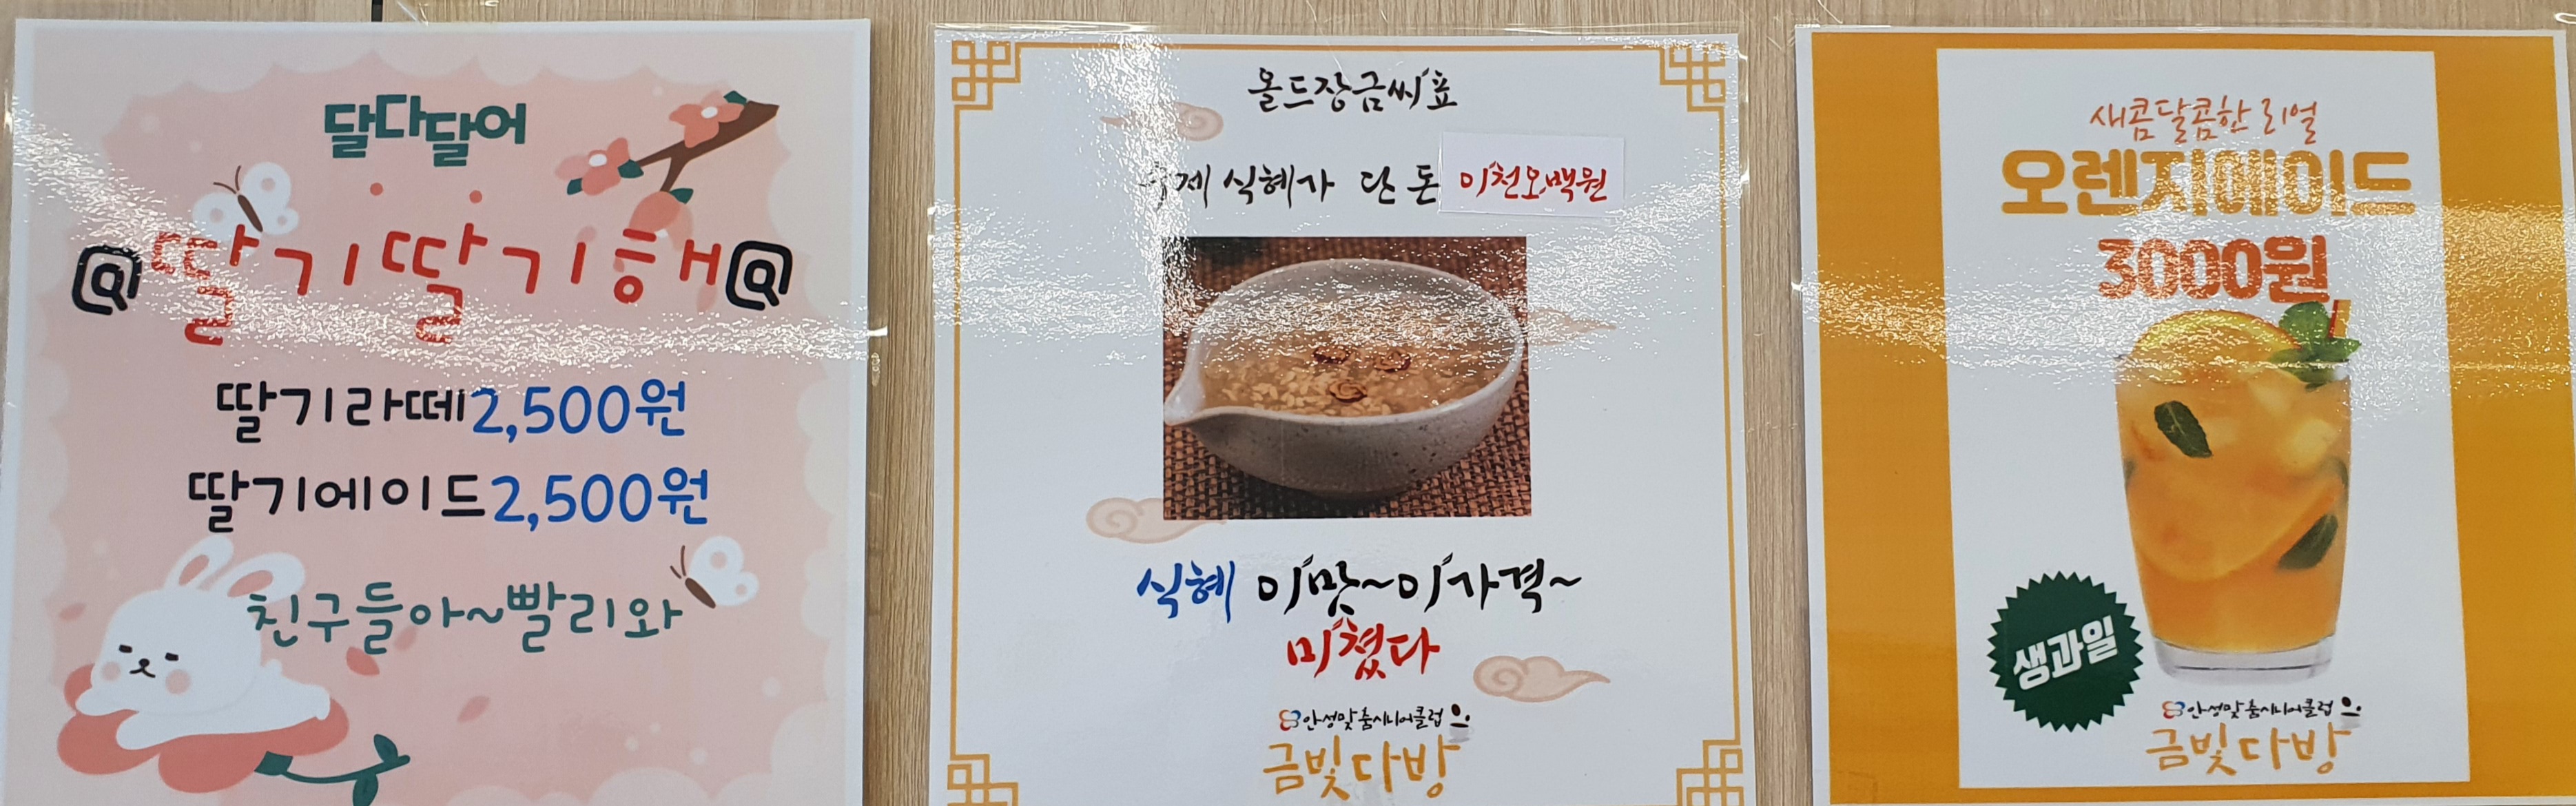 달다달어
@딸기딸기해@
딸기라떼2,500원
딸기에이드2,500원
친구들아~빨리와
올드장금씨표
제 식혜가 단돈 이천오백원
식혜 이맛~이가격~
미쳤다
안성맞춤시니어클럽
금빛다방
새콤달콤한 리얼
오렌지에이드
3000원
생과일
안성맞춤시니어클럽
금빛다방